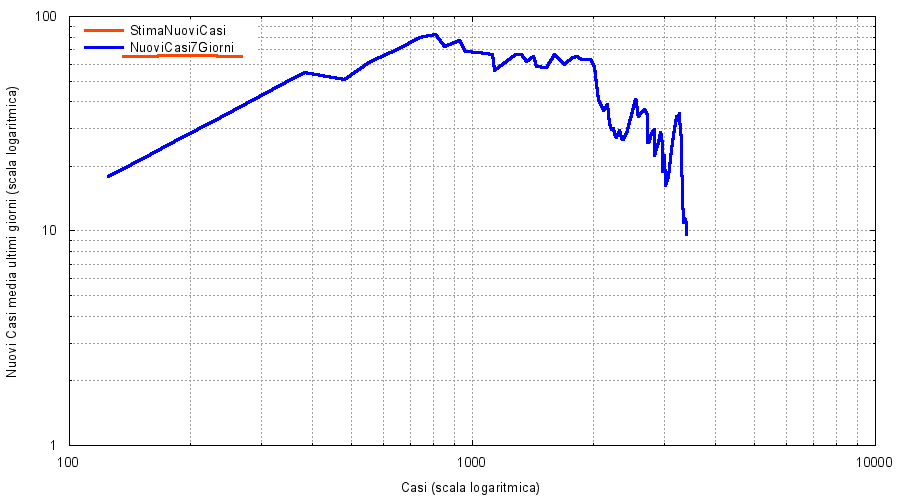 100
StimaNuoviCasi
NuoviCasi7Giorni
10
1
Nuovi Casi media ultimi giorni (scala logaritmica)
100
1000
10000
Casi (scala logaritmica)